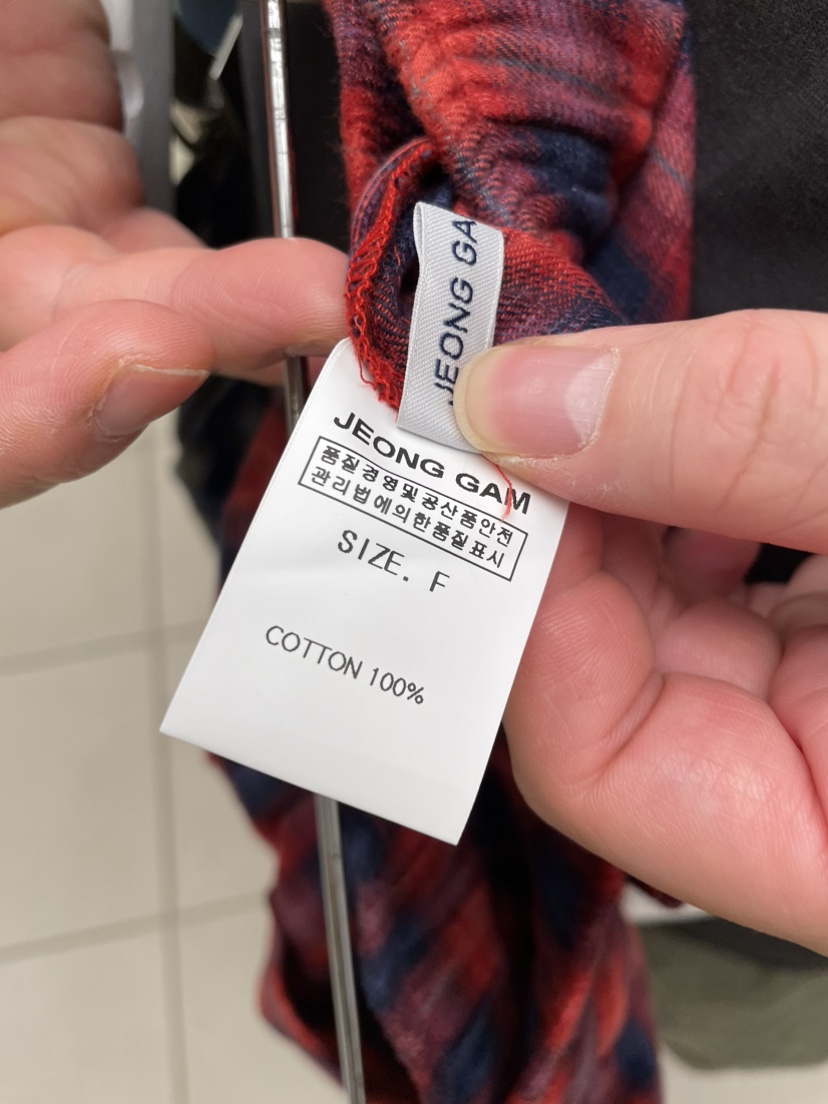 JEONG GA
JEONG GAM
품질경영및공산품안전
관리법에의한품질표시
SIZE. F
COTTON 100%